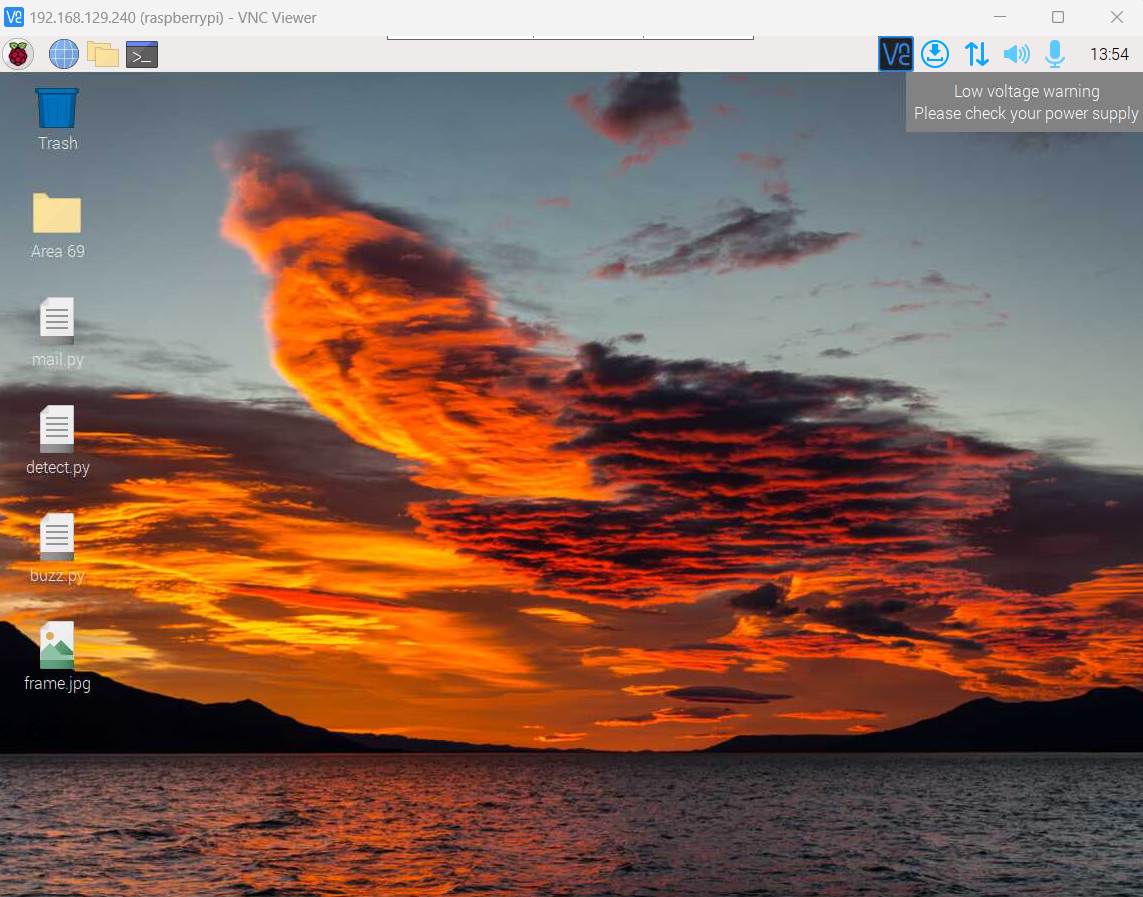 192.168.129.240 (raspberrypi) - VNC Viewer
>_
13:54
Low voltage warning
Please check your power supply
Trash
Area 69
mail.py
detect.py
buzz.py
frame.jpg